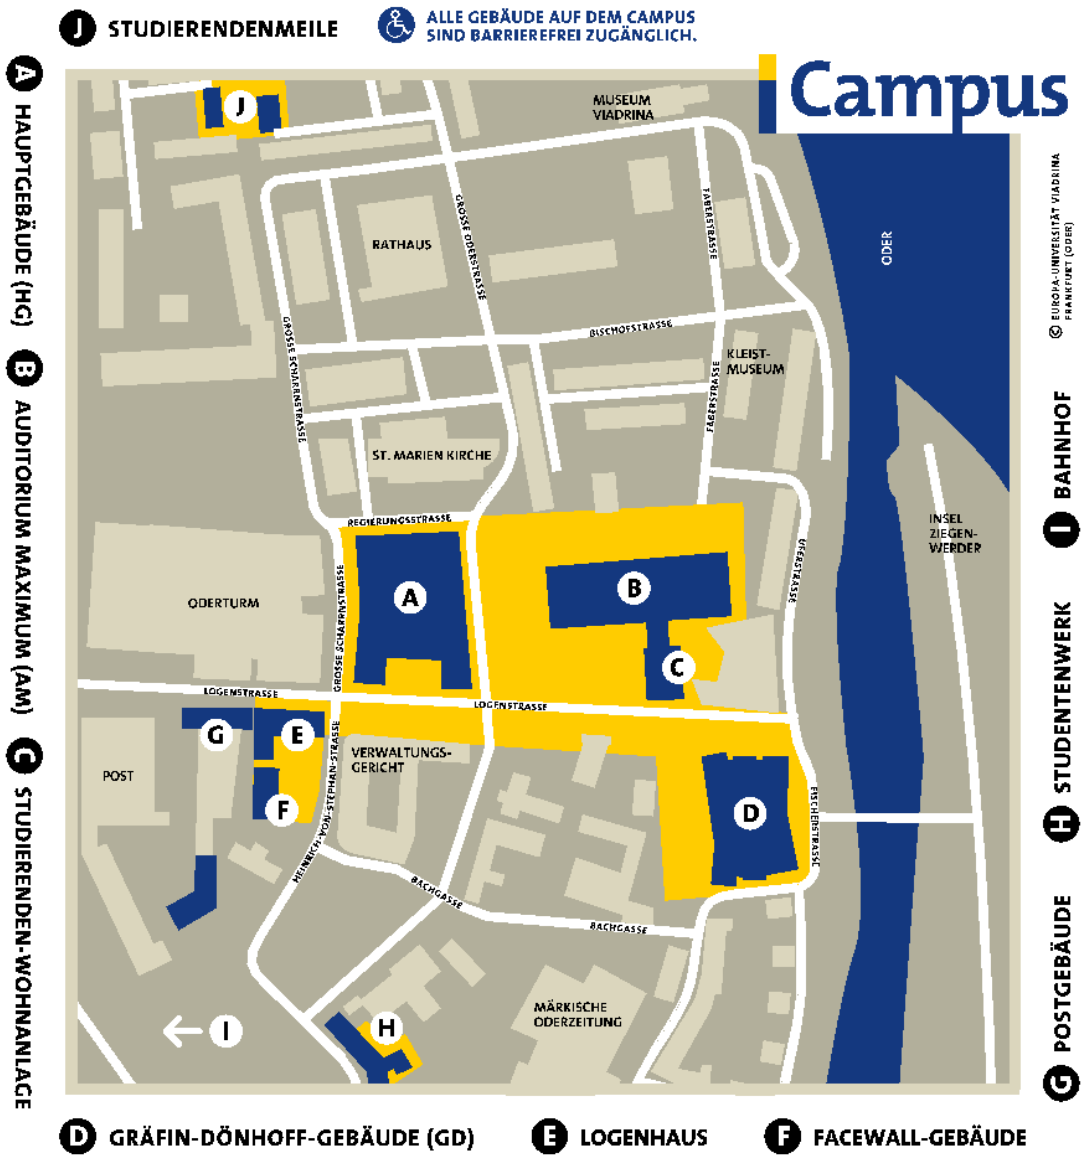 J STUDIERENDENMEILE
ALLE GEBÄUDE AUF DEM CAMPUS
SIND BARRIEREFREI ZUGÄNGLICH.
Campus
A HAUPTGEBÄUDE (HG)
B AUDITORIUM MAXIMUM (AM)
C STUDIERENDEN-WOHNANLAGE
J
MUSEUM
VIADRINA
© EUROPA-UNIVERSITÄT VIADRINA
FRANKFURT (ODER)
ODER
RATHAUS
GROSSE ODERSTRASSE
FABERSTRASSE
BISCHOFSTRASSE
GROSSE SCHARRNSTRASSE
KLEIST-
MUSEUM
FABERSTRASSE
ST. MARIEN KIRCHE
REGIERUNGSSTRASSE
INSEL
ZIEGEN-
WERDER
UFERSTRASSE
ODERTURM
A
B
C
GROSSE SCHARRNSTRASSE
LOGENSTRASSE
LOGENSTRASSE
G
E
F
POST
VERWALTUNGS-
GERICHT
HEINRICH-VON-STEPHAN-STRASSE
D
FISCHERSTRASSE
BACHGASSE
BACHGASSE
MÄRKISCHE
ODERZEITUNG
H
I
I BAHNHOF
H STUDENTENWERK
G POSTGEBÄUDE
D GRÄFIN-DÖNHOFF-GEBÄUDE (GD)
E LOGENHAUS
F FACEWALL-GEBÄUDE